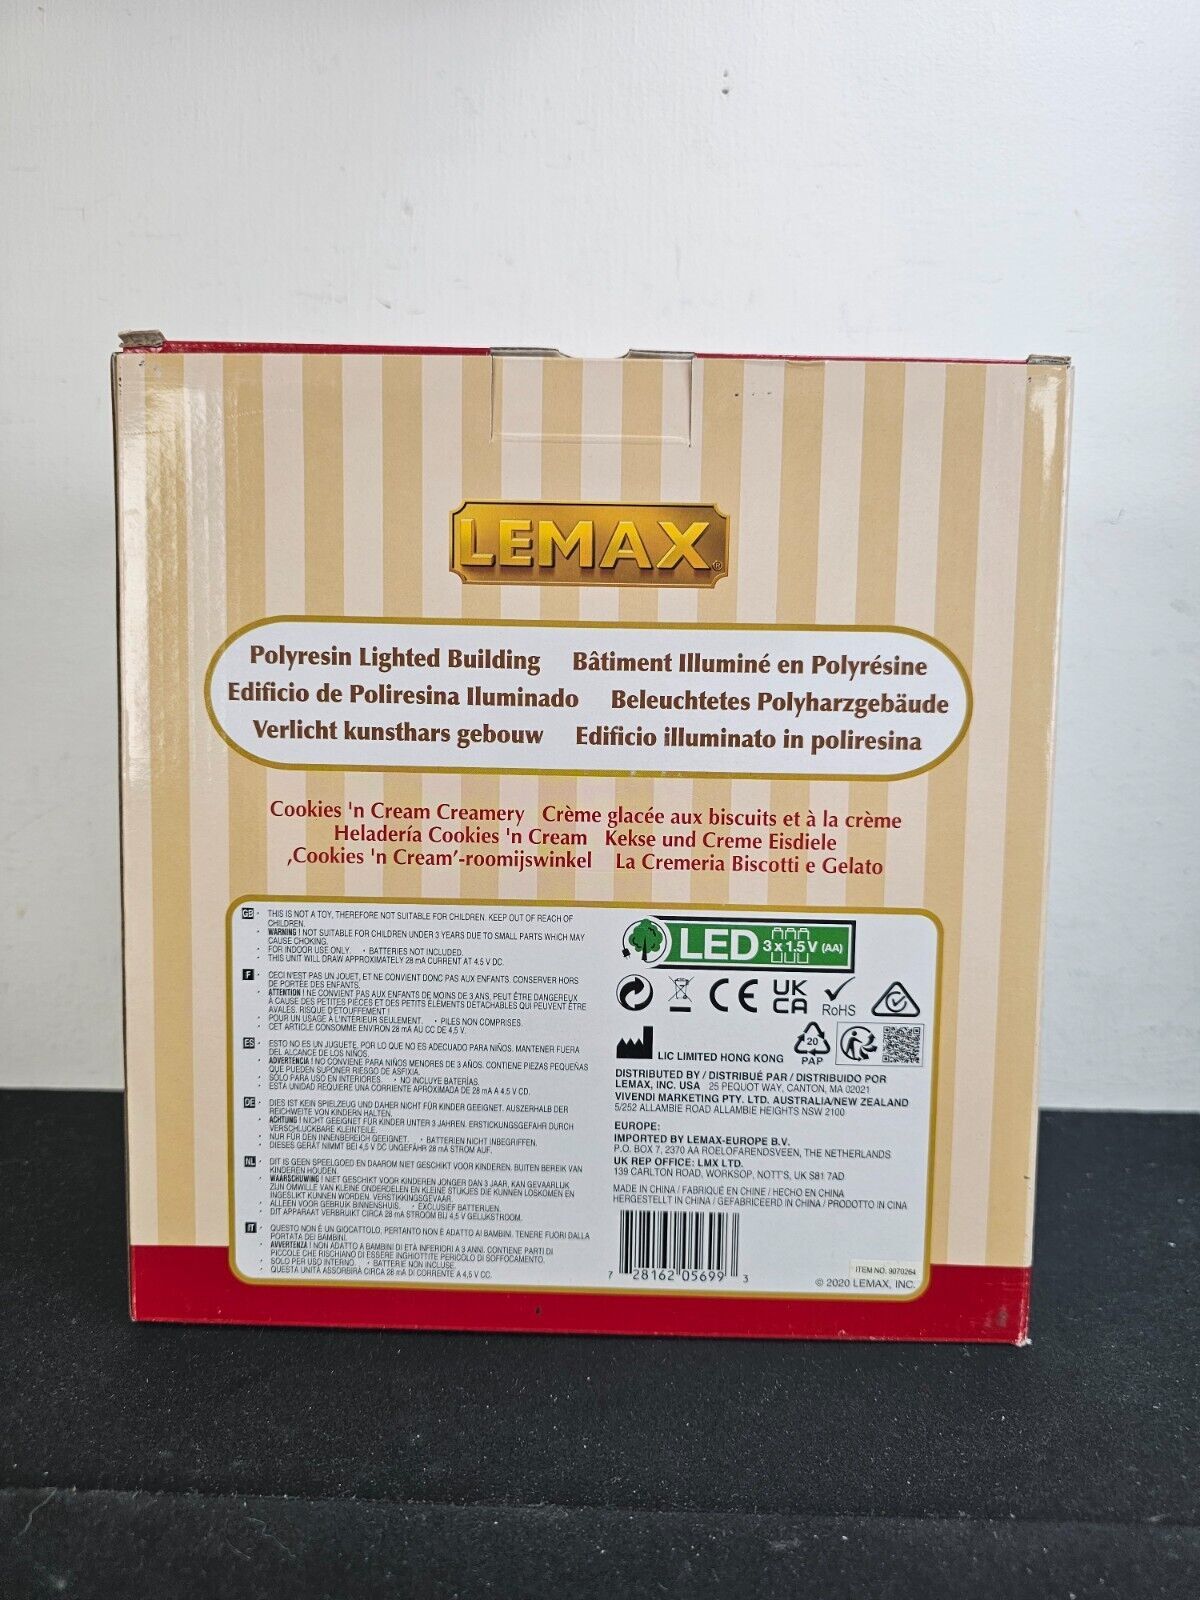 LEMAX®
Polyresin Lighted Building Bâtiment Illuminé en Polyrésine
Edificio de Poliresina Iluminado Beleuchtetes Polyharzgebäude
Verlicht kunsthars gebouw Edificio illuminato in poliresina
Cookies 'n Cream Creamery Crème glacée aux biscuits et à la crème
Heladería Cookies 'n Cream Kekse und Creme Eisdiele
‚Cookies 'n Cream’-roomijswinkel La Cremeria Biscotti e Gelato
GB · THIS IS NOT A TOY, THEREFORE NOT SUITABLE FOR CHILDREN. KEEP OUT OF REACH OF
CHILDREN.
· WARNING ! NOT SUITABLE FOR CHILDREN UNDER 3 YEARS DUE TO SMALL PARTS WHICH MAY
CAUSE CHOKING.
· FOR INDOOR USE ONLY. · BATTERIES NOT INCLUDED.
· THIS UNIT WILL DRAW APPROXIMATELY 28 mA CURRENT AT 4.5 V DC.
F · CECI N'EST PAS UN JOUET, ET NE CONVIENT DONC PAS AUX ENFANTS. CONSERVER HORS
DE PORTÉE DES ENFANTS.
· ATTENTION ! NE CONVIENT PAS AUX ENFANTS DE MOINS DE 3 ANS, PEUT ÊTRE DANGEREUX
À CAUSE DES PETITES PIÈCES ET DES PETITS ÉLÉMENTS DÉTACHABLES QUI PEUVENT ÊTRE
AVALÉS. RISQUE D'ÉTOUFFEMENT !
· POUR UN USAGE À L'INTÉRIEUR SEULEMENT. · PILES NON COMPRISES.
· CET ARTICLE CONSOMME ENVIRON 28 mA AU CC DE 4,5 V.
ES · ESTO NO ES UN JUGUETE, POR LO QUE NO ES ADECUADO PARA NIÑOS. MANTENER FUERA
DEL ALCANCE DE LOS NIÑOS.
· ADVERTENCIA ! NO CONVIENE PARA NIÑOS MENORES DE 3 AÑOS. CONTIENE PIEZAS PEQUEÑAS
QUE PUEDEN SUPONER RIESGO DE ASFIXIA.
· SÓLO PARA USO EN INTERIORES. · NO INCLUYE BATERÍAS.
· ESTA UNIDAD REQUIERE UNA CORRIENTE APROXIMADA DE 28 mA A 4.5 V CD.
DE · DIES IST KEIN SPIELZEUG UND DAHER NICHT FÜR KINDER GEEIGNET. AUSZERHALB DER
REICHWEITE VON KINDERN HALTEN.
· ACHTUNG ! NICHT GEEIGNET FÜR KINDER UNTER 3 JAHREN. ERSTICKUNGSGEFAHR DURCH
VERSCHLUCKBARE KLEINTEILE.
· NUR FÜR DEN INNENBEREICH GEEIGNET. · BATTERIEN NICHT INBEGRIFFEN.
· DIESES GERÄT NIMMT BEI 4,5 V DC UNGEFÄHR 28 mA STROM AUF.
NL · DIT IS GEEN SPEELGOED EN DAAROM NIET GESCHIKT VOOR KINDEREN. BUITEN BEREIK VAN
KINDEREN HOUDEN.
· WAARSCHUWING ! NIET GESCHIKT VOOR KINDEREN JONGER DAN 3 JAAR, KAN GEVAARLIJK
ZIJN OMWILLE VAN KLEINE ONDERDELEN EN KLEINE STUKJES DIE KUNNEN LOSKOMEN EN
INGESLIKT KUNNEN WORDEN. VERSTIKKINGSGEVAAR.
· ALLEEN VOOR GEBRUIK BINNENSHUIS. · EXCLUSIEF BATTERIJEN.
· DIT APPARAAT VERBRUIKT CIRCA 28 mA STROOM BIJ 4,5 V GELIJKSTROOM.
IT · QUESTO NON È UN GIOCATTOLO, PERTANTO NON È ADATTO AI BAMBINI. TENERE FUORI DALLA
PORTATA DEI BAMBINI.
· AVVERTENZA ! NON ADATTO A BAMBINI DI ETÀ INFERIORI A 3 ANNI. CONTIENE PARTI DI
PICCOLE CHE RISCHIANO DI ESSERE INGHIOTTITE PERICOLO DI SOFFOCAMENTO.
· SOLO PER USO INTERNO. · BATTERIE NON INCLUSE.
· QUESTA UNITÀ ASSORBIRÀ CIRCA 28 mA DI CORRENTE A 4,5 V CC.
LED 3 x 1.5 V (AA)
CE UK CA RoHS
LIC LIMITED HONG KONG 20 PAP
DISTRIBUTED BY / DISTRIBUÉ PAR / DISTRIBUIDO POR
LEMAX, INC. USA 25 PEQUOT WAY, CANTON, MA 02021
VIVENDI MARKETING PTY. LTD. AUSTRALIA/NEW ZEALAND
5/252 ALLAMBIE ROAD ALLAMBIE HEIGHTS NSW 2100
EUROPE:
IMPORTED BY LEMAX-EUROPE B.V.
P.O. BOX 7, 2370 AA ROELOFARENDSVEEN, THE NETHERLANDS
UK REP OFFICE: LMX LTD.
139 CARLTON ROAD, WORKSOP, NOTT'S, UK S81 7AD
MADE IN CHINA / FABRIQUÉ EN CHINE / HECHO EN CHINA
HERGESTELLT IN CHINA / GEFABRICEERD IN CHINA / PRODOTTO IN CINA
7 28162 05699 3
ITEM NO. 9070264
© 2020 LEMAX, INC.